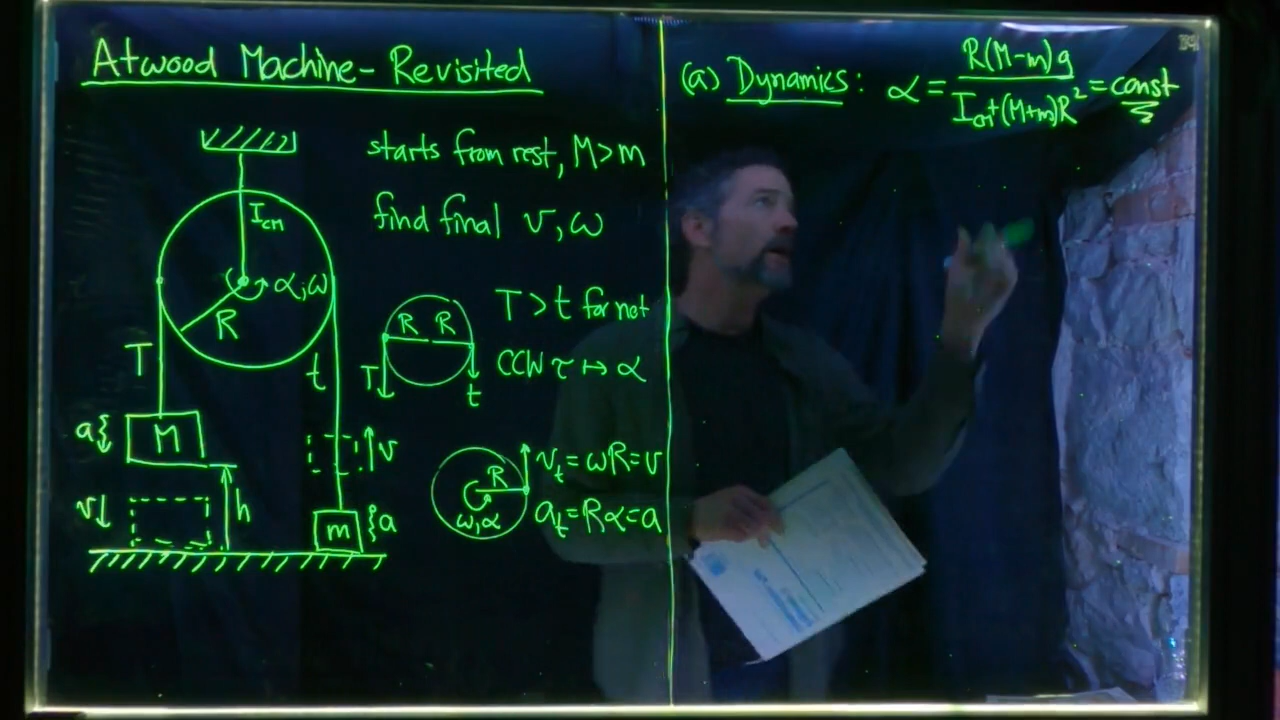 Atwood Machine - Revisited
starts from rest, M>m
find final v, ω
I_cm
α, ω
R
T
t
a
M
v
h
v
m
a
R R
T
t
T > t for net
CCW τ ↦ α
R
ω, α
v_t = ωR = v
a_t = Rα = a
(a) Dynamics: α = R(M-m)g / I_cm+(M+m)R² = const